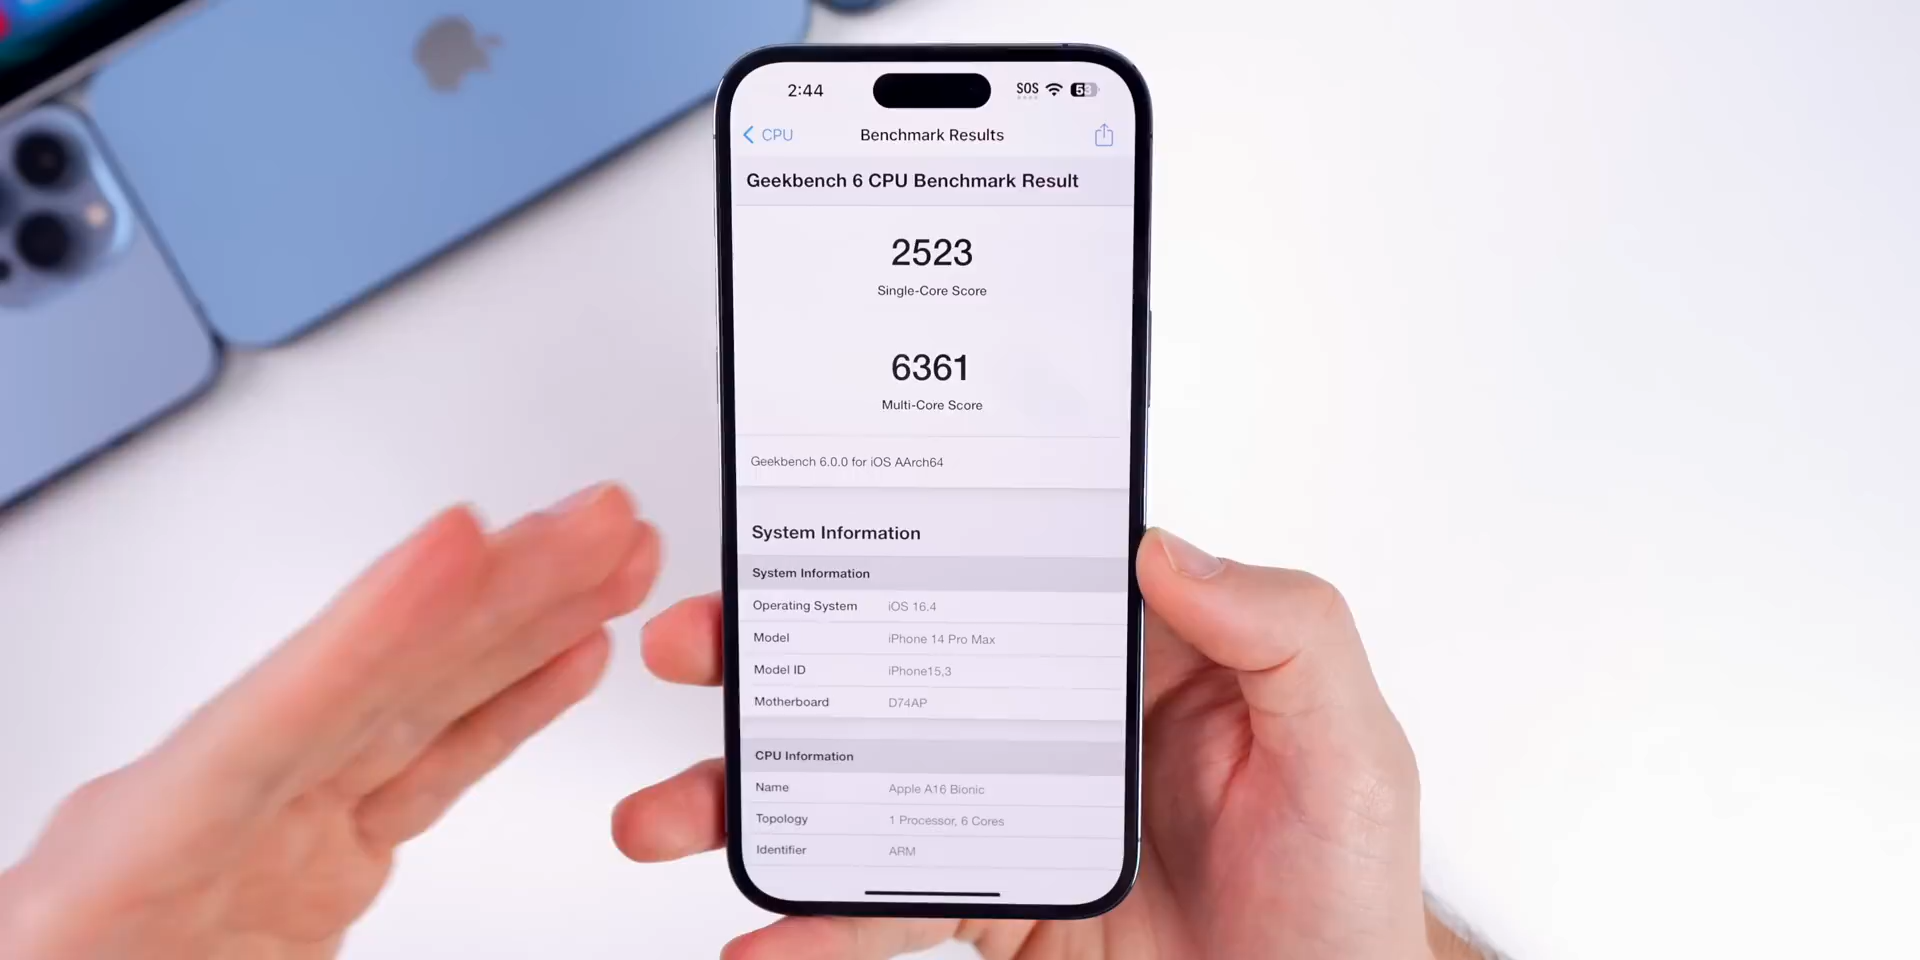 2:44 SOS
CPU Benchmark Results
Geekbench 6 CPU Benchmark Result
2523
Single-Core Score
6361
Multi-Core Score
Geekbench 6.0.0 for iOS AArch64
System Information
System Information
Operating System iOS 16.4
Model iPhone 14 Pro Max
Model ID iPhone15,3
Motherboard D74AP
CPU Information
Name Apple A16 Bionic
Topology 1 Processor, 6 Cores
Identifier ARM